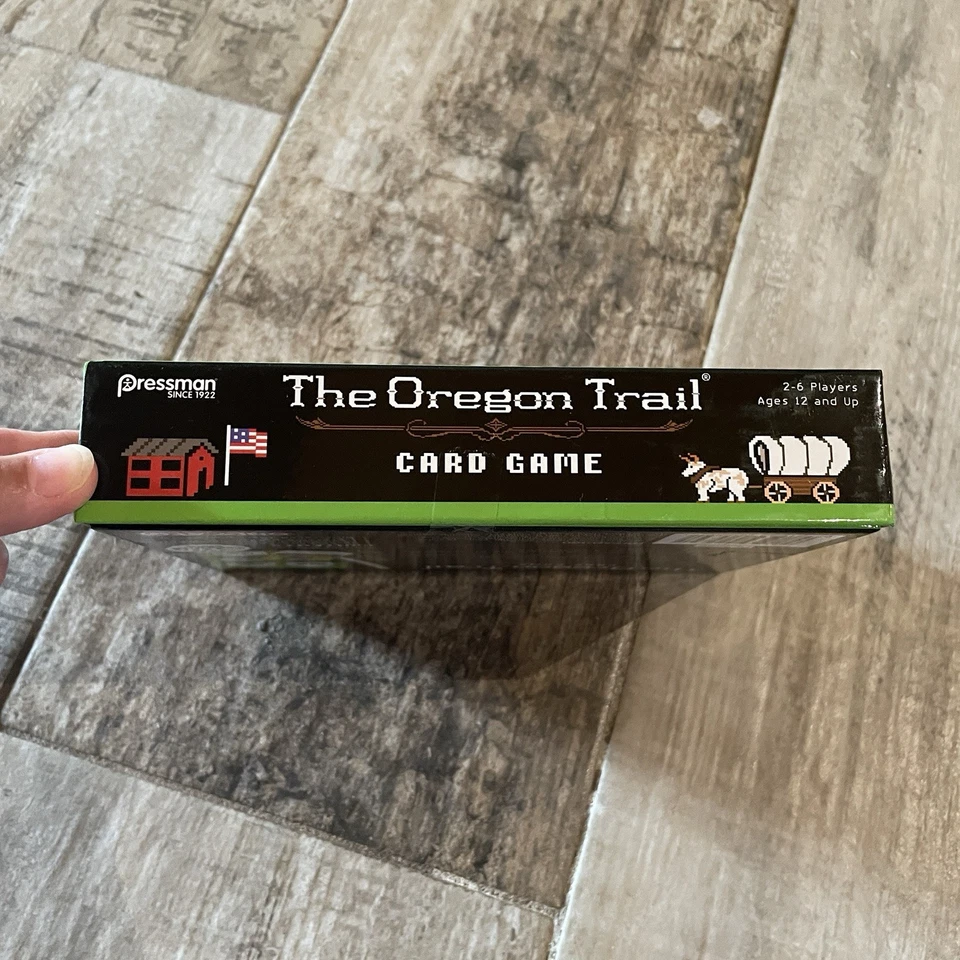 pressman
SINCE 1922
The Oregon Trail®
CARD GAME
2-6 Players
Ages 12 and Up